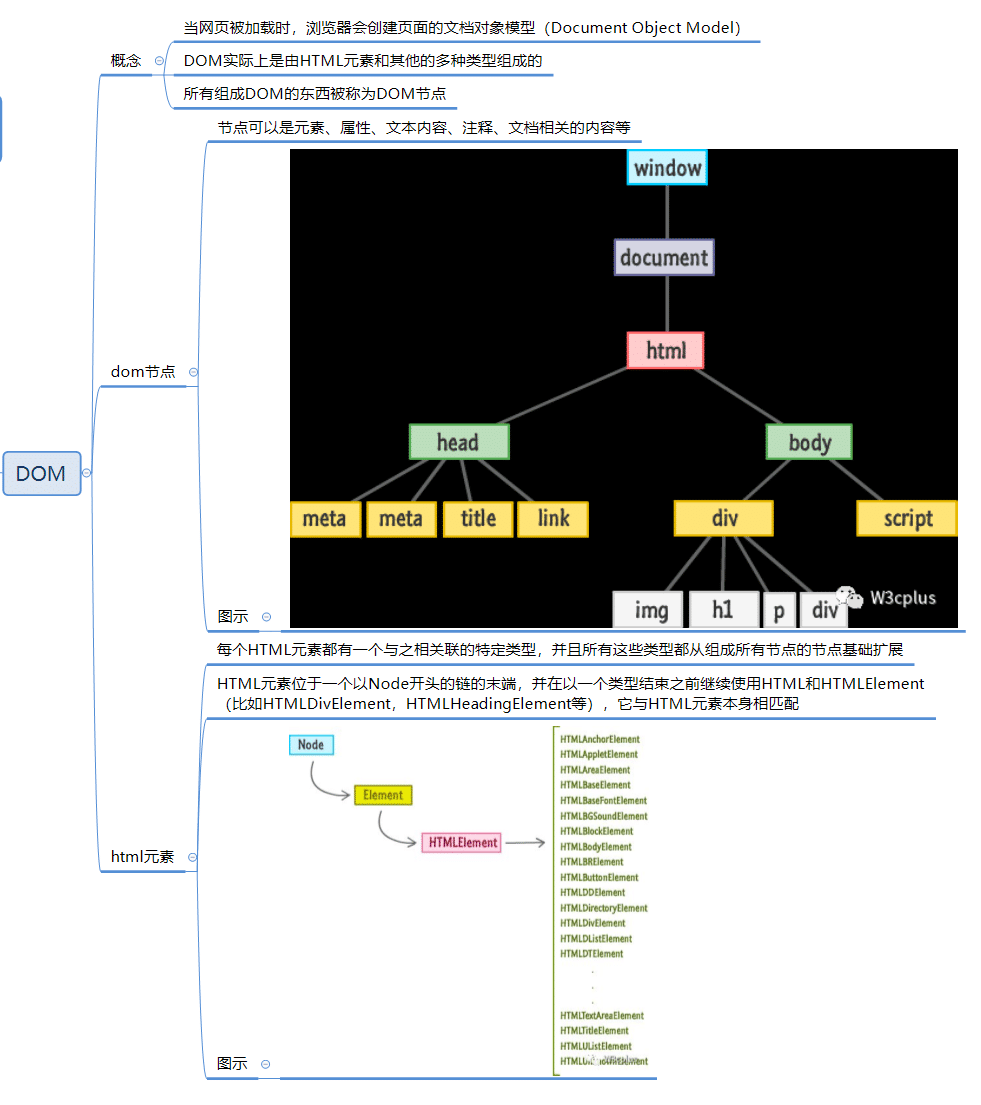 当网页被加载时，浏览器会创建页面的文档对象模型（Document Object Model）
概念
DOM实际上是由HTML元素和其他的多种类型组成的
所有组成DOM的东西被称为DOM节点
节点可以是元素、属性、文本内容、注释、文档相关的内容等
window
document
html
dom节点
head
body
DOM
meta
meta
title
link
div
script
img
h1
p
div
W3cplus
图示
每个HTML元素都有一个与之相关联的特定类型，并且所有这些类型都从组成所有节点的节点基础扩展
HTML元素位于一个以Node开头的链的末端，并在以一个类型结束之前继续使用HTML和HTMLElement
（比如HTMLDivElement，HTMLHeadingElement等），它与HTML元素本身相匹配
Node
Element
HTMLElement
HTMLAnchorElement
HTMLAppletElement
HTMLAreaElement
HTMLBaseElement
HTMLBaseFontElement
HTMLBGSoundElement
HTMLBlockElement
HTMLBodyElement
HTMLBRElement
HTMLButtonElement
HTMLDDElement
HTMLDirectoryElement
HTMLDivElement
HTMLDListElement
HTMLDTElement
.
.
.
HTMLTextAreaElement
HTMLTitleElement
HTMLUListElement
html元素
图示